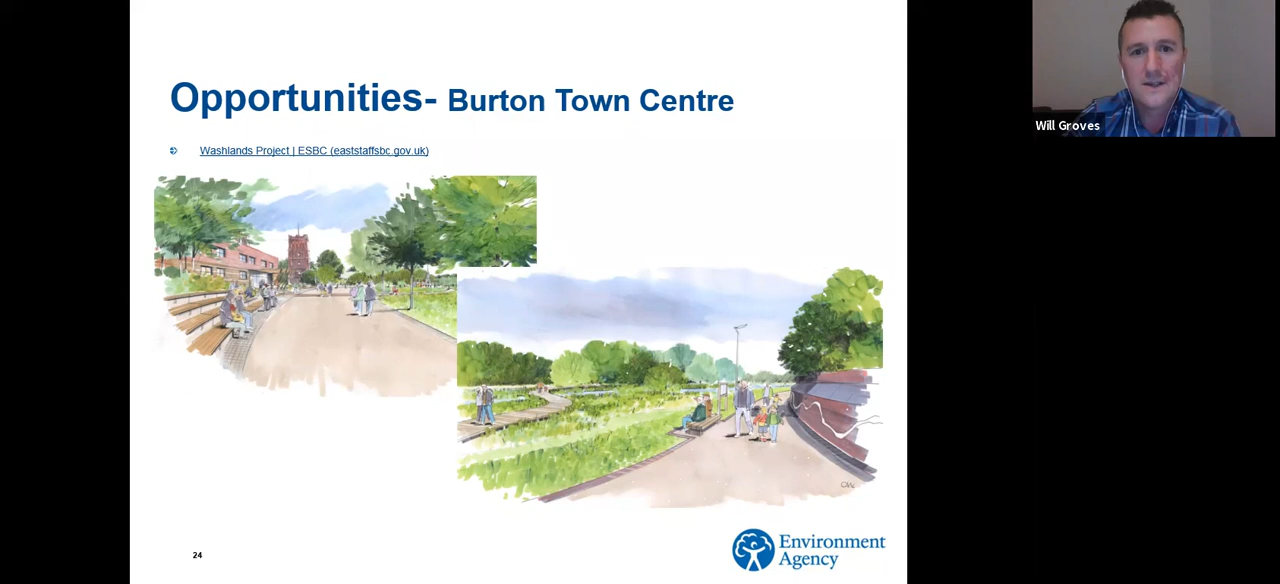 Opportunities- Burton Town Centre
Washlands Project | ESBC (eaststaffsbc.gov.uk)
Will Groves
24
Environment
Agency